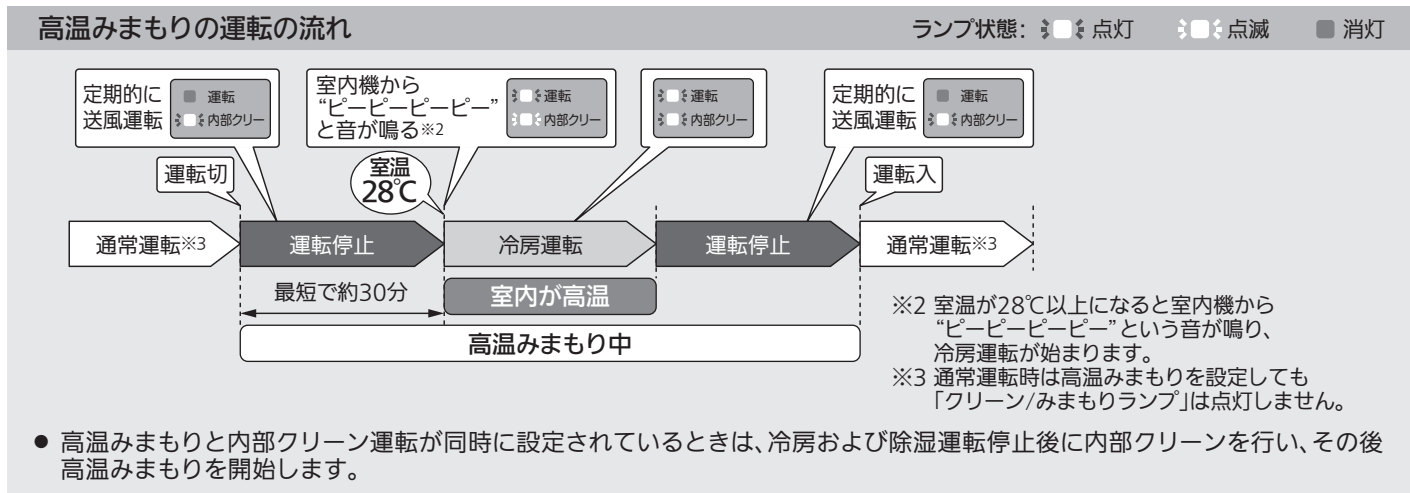 高温みまもりの運転の流れ
ランプ状態: 点灯 点滅 消灯
定期的に
送風運転
運転
内部クリー
室内機から
“ピーピーピーピー”
と音が鳴る※2
運転
内部クリー
運転
内部クリー
定期的に
送風運転
運転
内部クリー
運転切
室温
28℃
運転入
通常運転※3
運転停止
冷房運転
運転停止
通常運転※3
最短で約30分
室内が高温
高温みまもり中
※2 室温が28℃以上になると室内機から
“ピーピーピーピー”という音が鳴り、
冷房運転が始まります。
※3 通常運転時は高温みまもりを設定しても
「クリーン/みまもりランプ」は点灯しません。
● 高温みまもりと内部クリーン運転が同時に設定されているときは、冷房および除湿運転停止後に内部クリーンを行い、その後
高温みまもりを開始します。